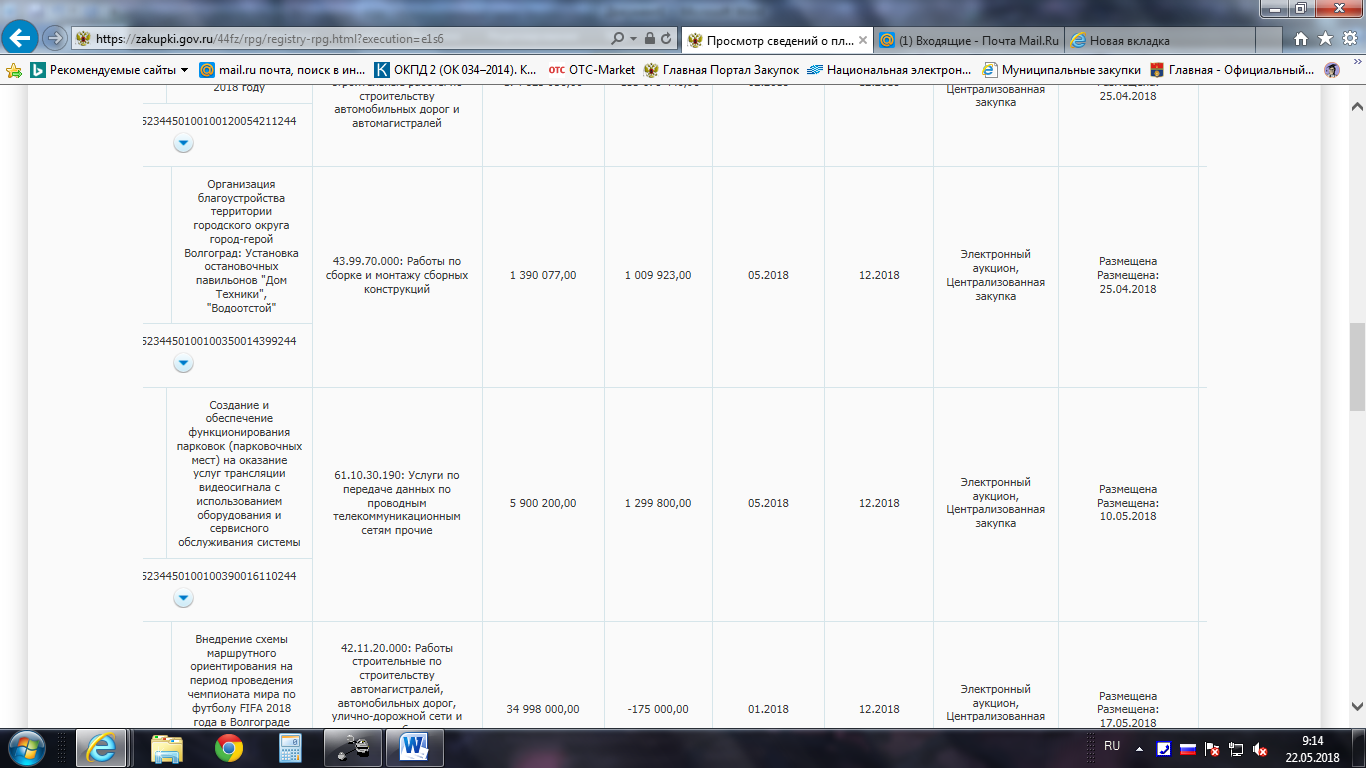 https://zakupki.gov.ru/44fz/rpg/registry-rpg.html?execution=e1s6
Просмотр сведений о пл...
(1) Входящие - Почта Mail.Ru
Новая вкладка
Рекомендуемые сайты
mail.ru почта, поиск в ин...
ОКПД 2 (ОК 034–2014). К...
OTC-Market
Главная Портал Закупок
Национальная электрон...
Муниципальные закупки
Главная - Официальный...
2018 году
523445010010012005421124 4
строительству
автомобильных дорог и
автомагистралей
Централизованная
закупка
Размещена:
25.04.2018
Организация
благоустройства
территории
городского округа
город-герой
Волгоград: Установка
остановочных
павильонов "Дом
Техники",
"Водоотстой"
52344501001003500143992 44
43.99.70.000: Работы по
сборке и монтажу сборных
конструкций
1 390 077,00
1 009 923,00
05.2018
12.2018
Электронный
аукцион,
Централизованная
закупка
Размещена
Размещена:
25.04.2018
Создание и
обеспечение
функционирования
парковок (парковочных
мест) на оказание
услуг трансляции
видеосигнала с
использованием
оборудования и
сервисного
обслуживания системы
5234450100100390016110244
61.10.30.190: Услуги по
передаче данных по
проводным
телекоммуникационным
сетям прочие
5 900 200,00
1 299 800,00
05.2018
12.2018
Электронный
аукцион,
Централизованная
закупка
Размещена
Размещена:
10.05.2018
Внедрение схемы
маршрутного
ориентирования на
период проведения
чемпионата мира по
футболу FIFA 2018
года в Волгограде
42.11.20.000: Работы
строительные по
строительству
автомагистралей,
автомобильных дорог,
улично-дорожной сети и
34 998 000,00
-175 000,00
01.2018
12.2018
Электронный
аукцион,
Централизованная
Размещена
Размещена:
17.05.2018
RU
9:14
22.05.2018